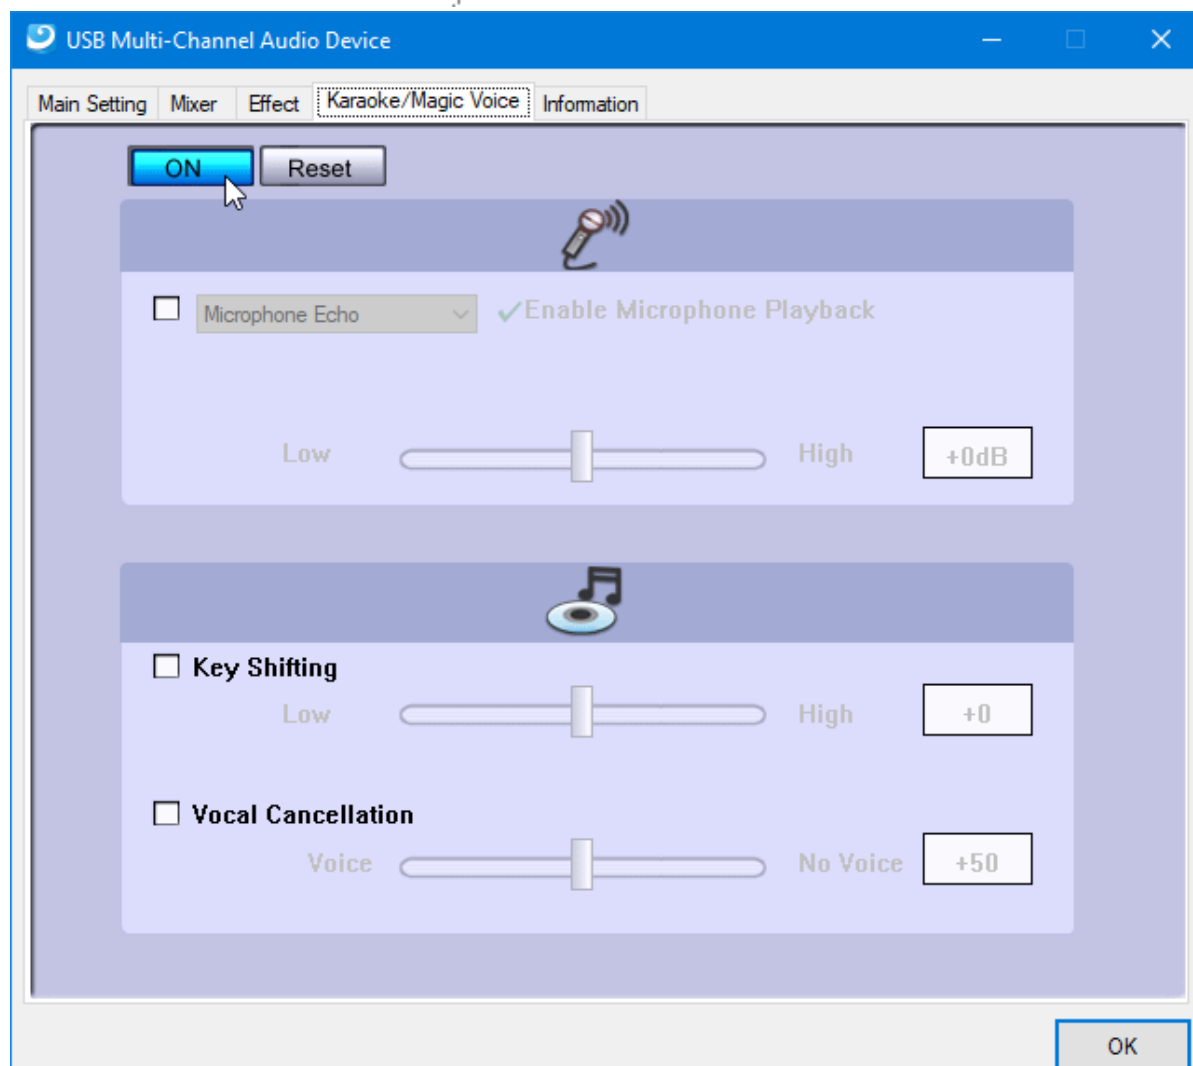 USB Multi-Channel Audio Device
Main Setting Mixer Effect Karaoke/Magic Voice Information
ON Reset
Microphone Echo ✓Enable Microphone Playback
Low High +0dB
Key Shifting
Low High +0
Vocal Cancellation
Voice No Voice +50
OK